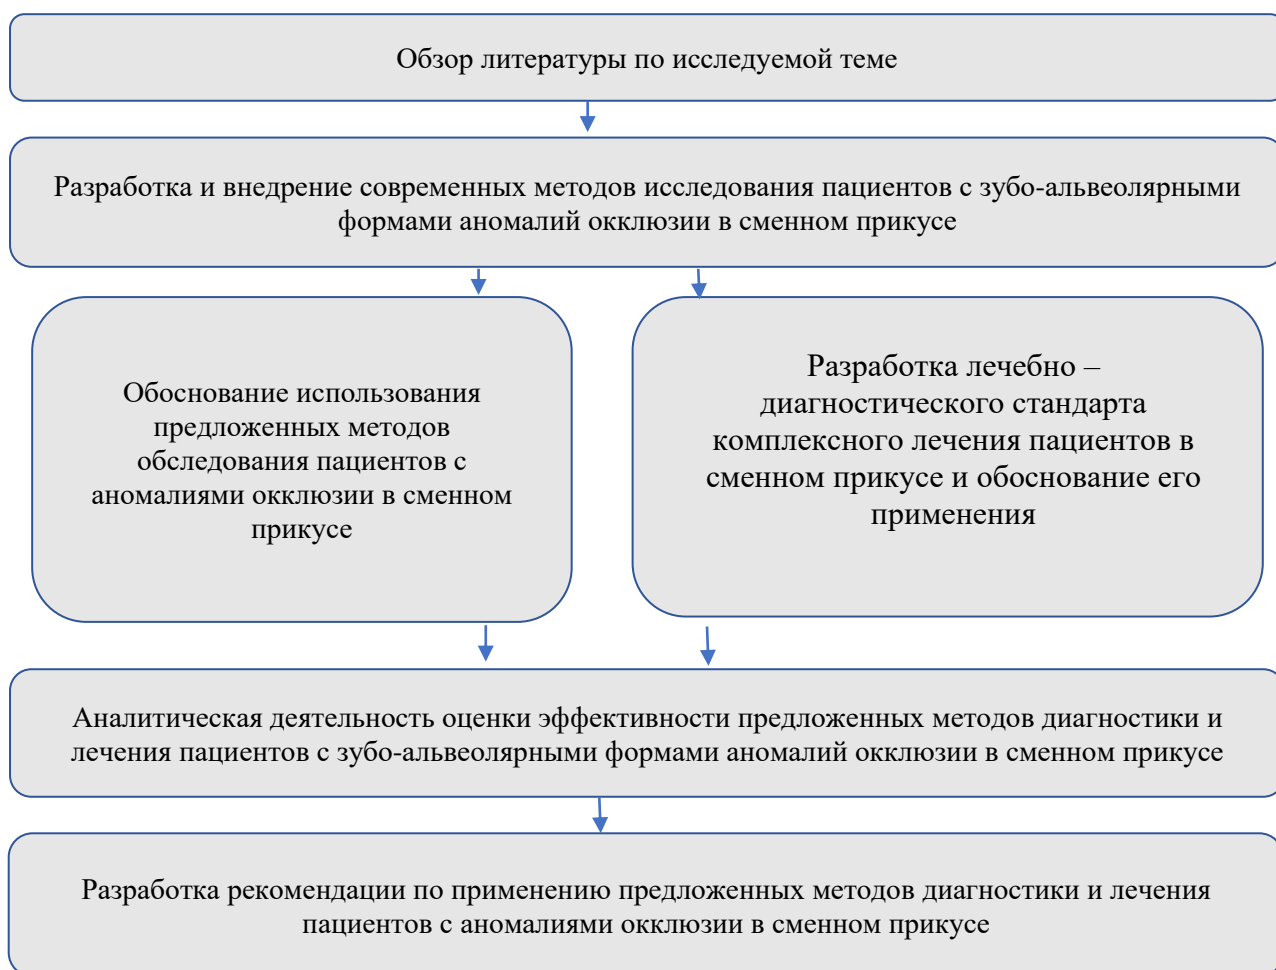 Обзор литературы по исследуемой теме
Разработка и внедрение современных методов исследования пациентов с зубо-альвеолярными
формами аномалий окклюзии в сменном прикусе
Обоснование использования
предложенных методов
обследования пациентов с
аномалиями окклюзии в сменном
прикусе
Разработка лечебно –
диагностического стандарта
комплексного лечения пациентов в
сменном прикусе и обоснование его
применения
Аналитическая деятельность оценки эффективности предложенных методов диагностики и
лечения пациентов с зубо-альвеолярными формами аномалий окклюзии в сменном прикусе
Разработка рекомендации по применению предложенных методов диагностики и лечения
пациентов с аномалиями окклюзии в сменном прикусе